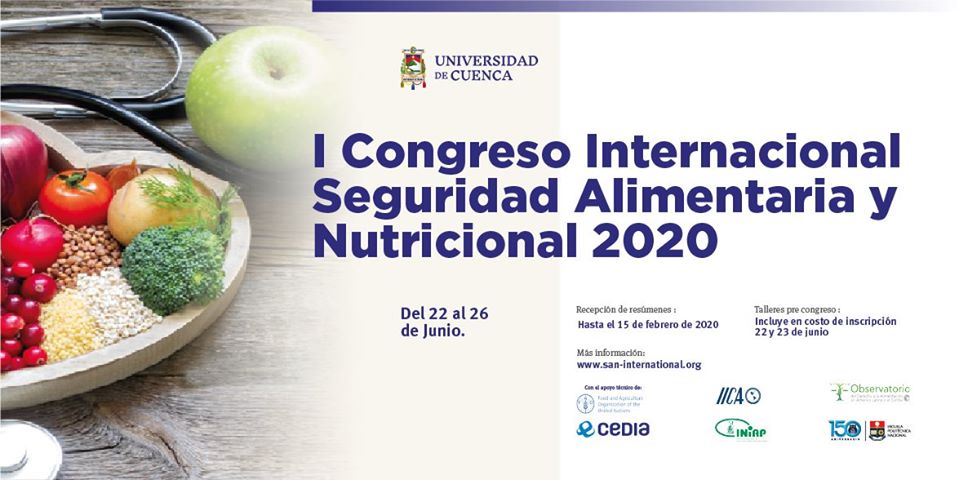 UNIVERSIDAD
DE CUENCA
I Congreso Internacional
Seguridad Alimentaria y
Nutricional 2020
Del 22 al 26
de Junio.
Recepción de resúmenes :
Hasta el 15 de febrero de 2020
Talleres pre congreso :
Incluye en costo de inscripción
22 y 23 de junio
Más información:
www.san-international.org
Con el apoyo técnico de:
Food and Agriculture
Organization of the
United Nations
IICA
Observatorio
cedia
INIAP
150
ANIVERSARIO
ESCUELA
POLITÉCNICA
NACIONAL